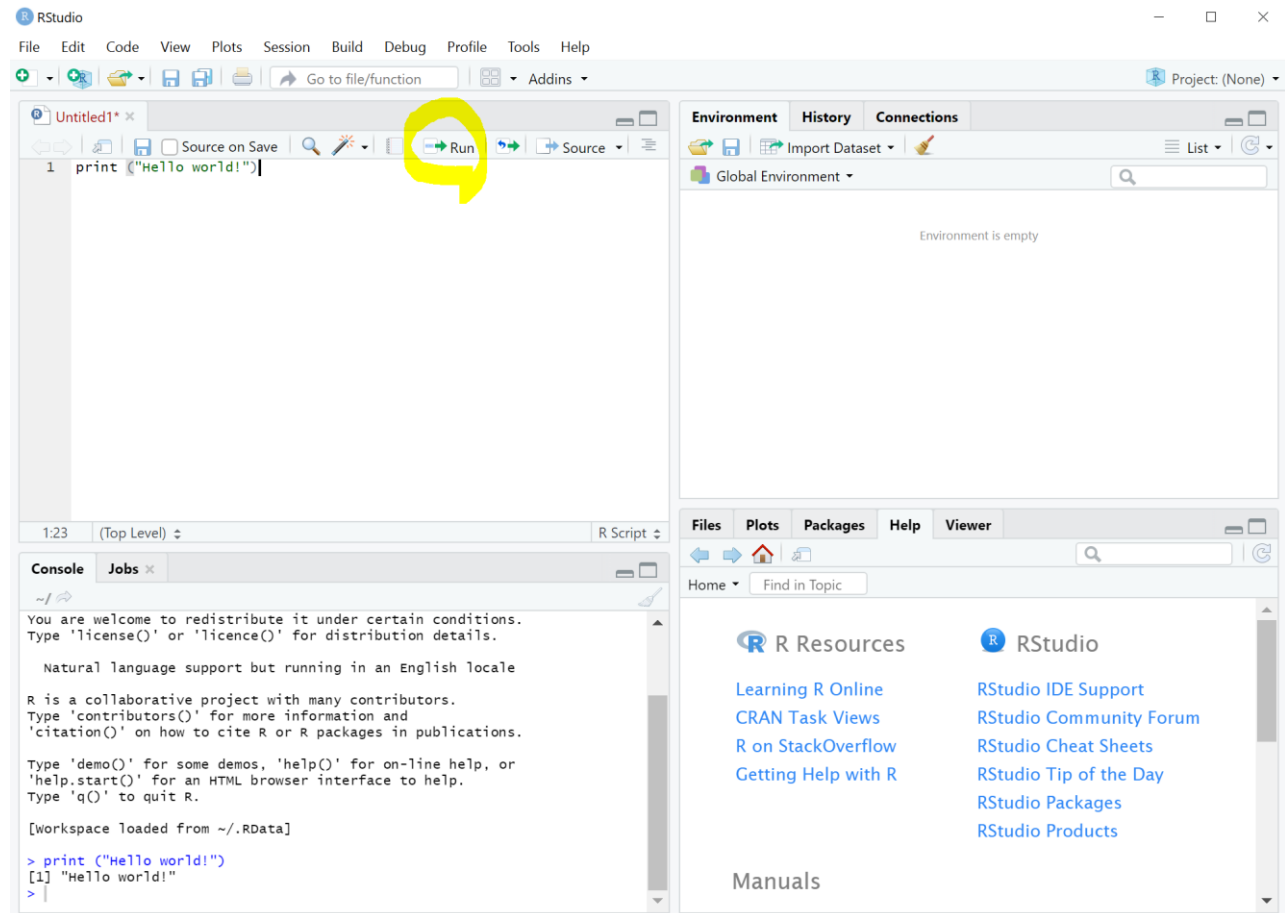 RStudio
File Edit Code View Plots Session Build Debug Profile Tools Help
Go to file/function Addins Project: (None)
Untitled1*
Source on Save Run Source
1 print ("Hello world!")
1:23 (Top Level) R Script
Console Jobs
~/
You are welcome to redistribute it under certain conditions.
Type 'license()' or 'licence()' for distribution details.
Natural language support but running in an English locale
R is a collaborative project with many contributors.
Type 'contributors()' for more information and
'citation()' on how to cite R or R packages in publications.
Type 'demo()' for some demos, 'help()' for on-line help, or
'help.start()' for an HTML browser interface to help.
Type 'q()' to quit R.
[Workspace loaded from ~/.RData]
> print ("Hello world!")
[1] "Hello world!"
>
Environment History Connections
Import Dataset List
Global Environment
Environment is empty
Files Plots Packages Help Viewer
Home Find in Topic
R Resources
Learning R Online
CRAN Task Views
R on StackOverflow
Getting Help with R
RStudio
RStudio IDE Support
RStudio Community Forum
RStudio Cheat Sheets
RStudio Tip of the Day
RStudio Packages
RStudio Products
Manuals